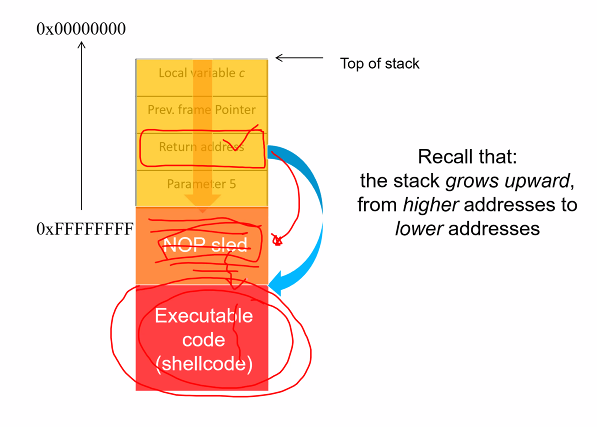 0x00000000
Top of stack
Local variable c
Prev. frame Pointer
Return address
Parameter 5
0xFFFFFFFF
NOP sled
Executable
code
(shellcode)
Recall that:
the stack grows upward,
from higher addresses to
lower addresses